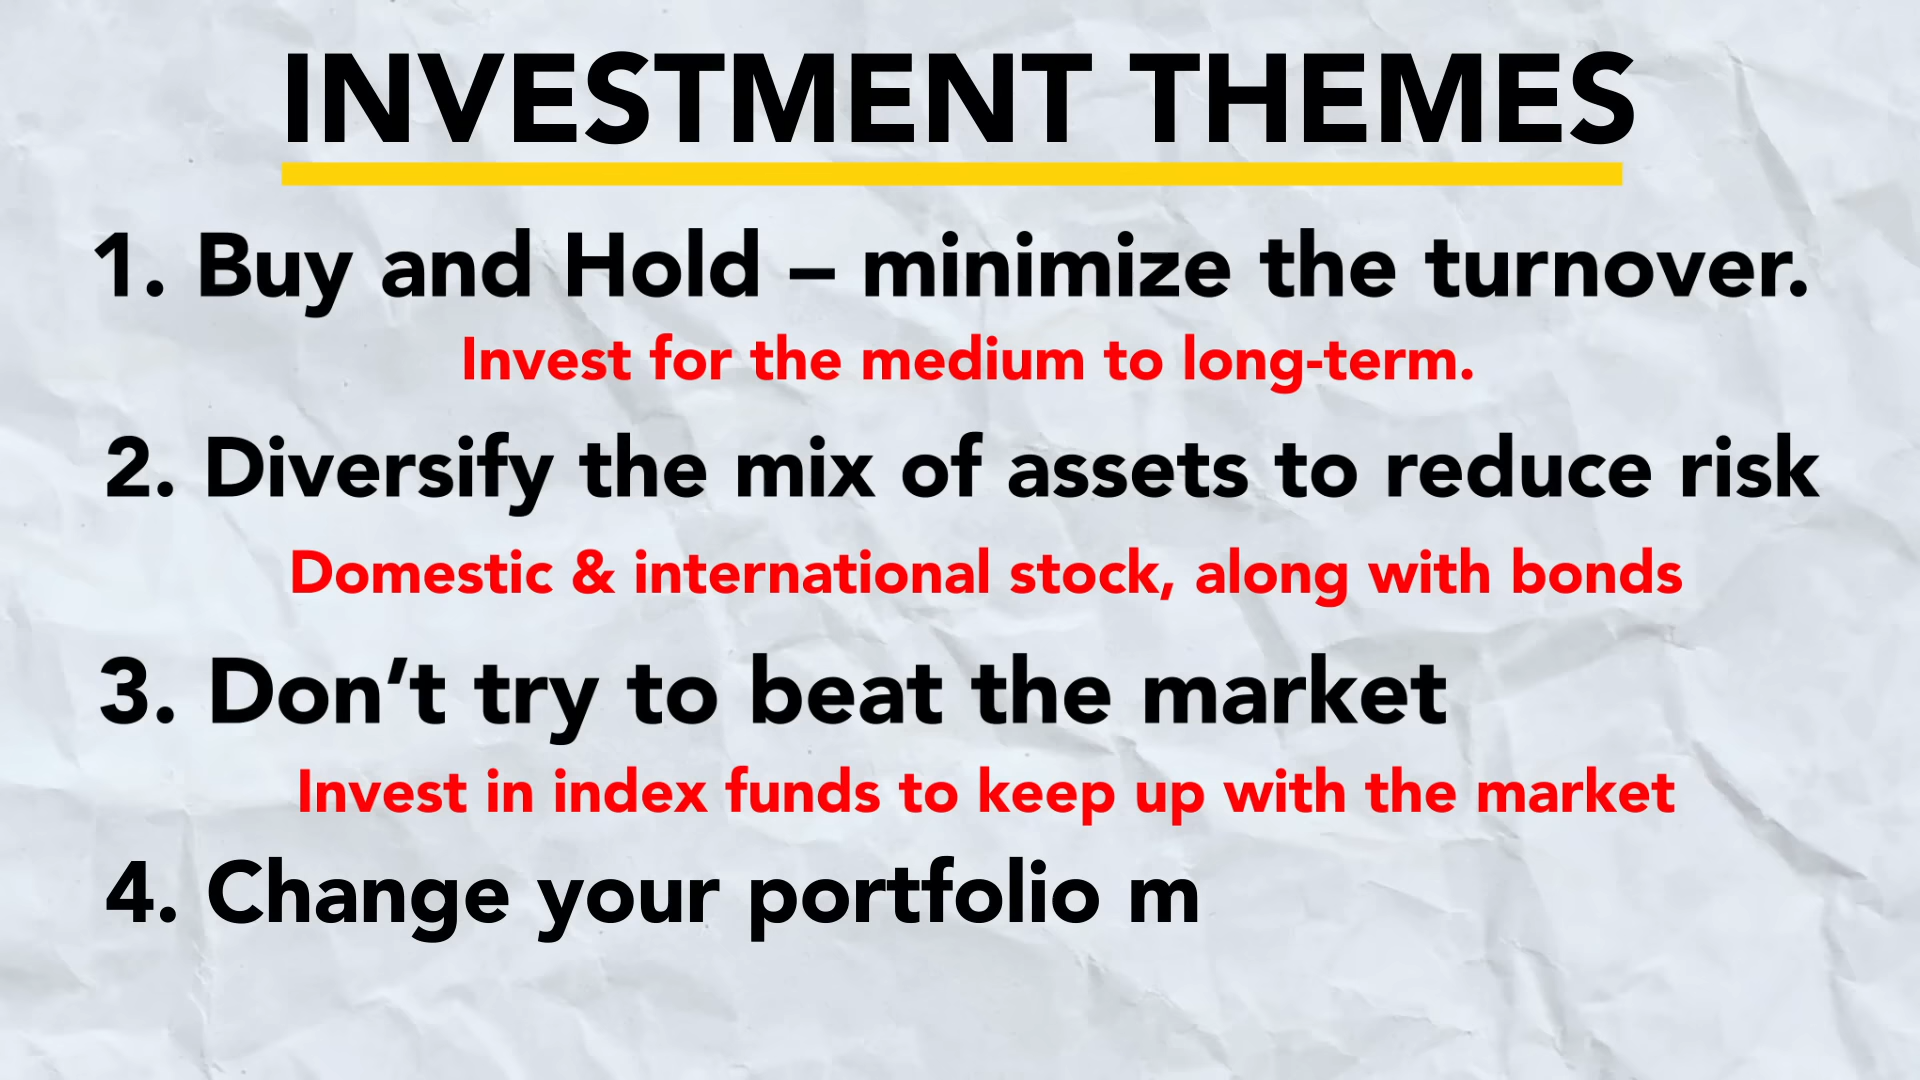 INVESTMENT THEMES
1. Buy and Hold – minimize the turnover.
Invest for the medium to long-term.
2. Diversify the mix of assets to reduce risk
Domestic & international stock, along with bonds
3. Don’t try to beat the market
Invest in index funds to keep up with the market
4. Change your portfolio m